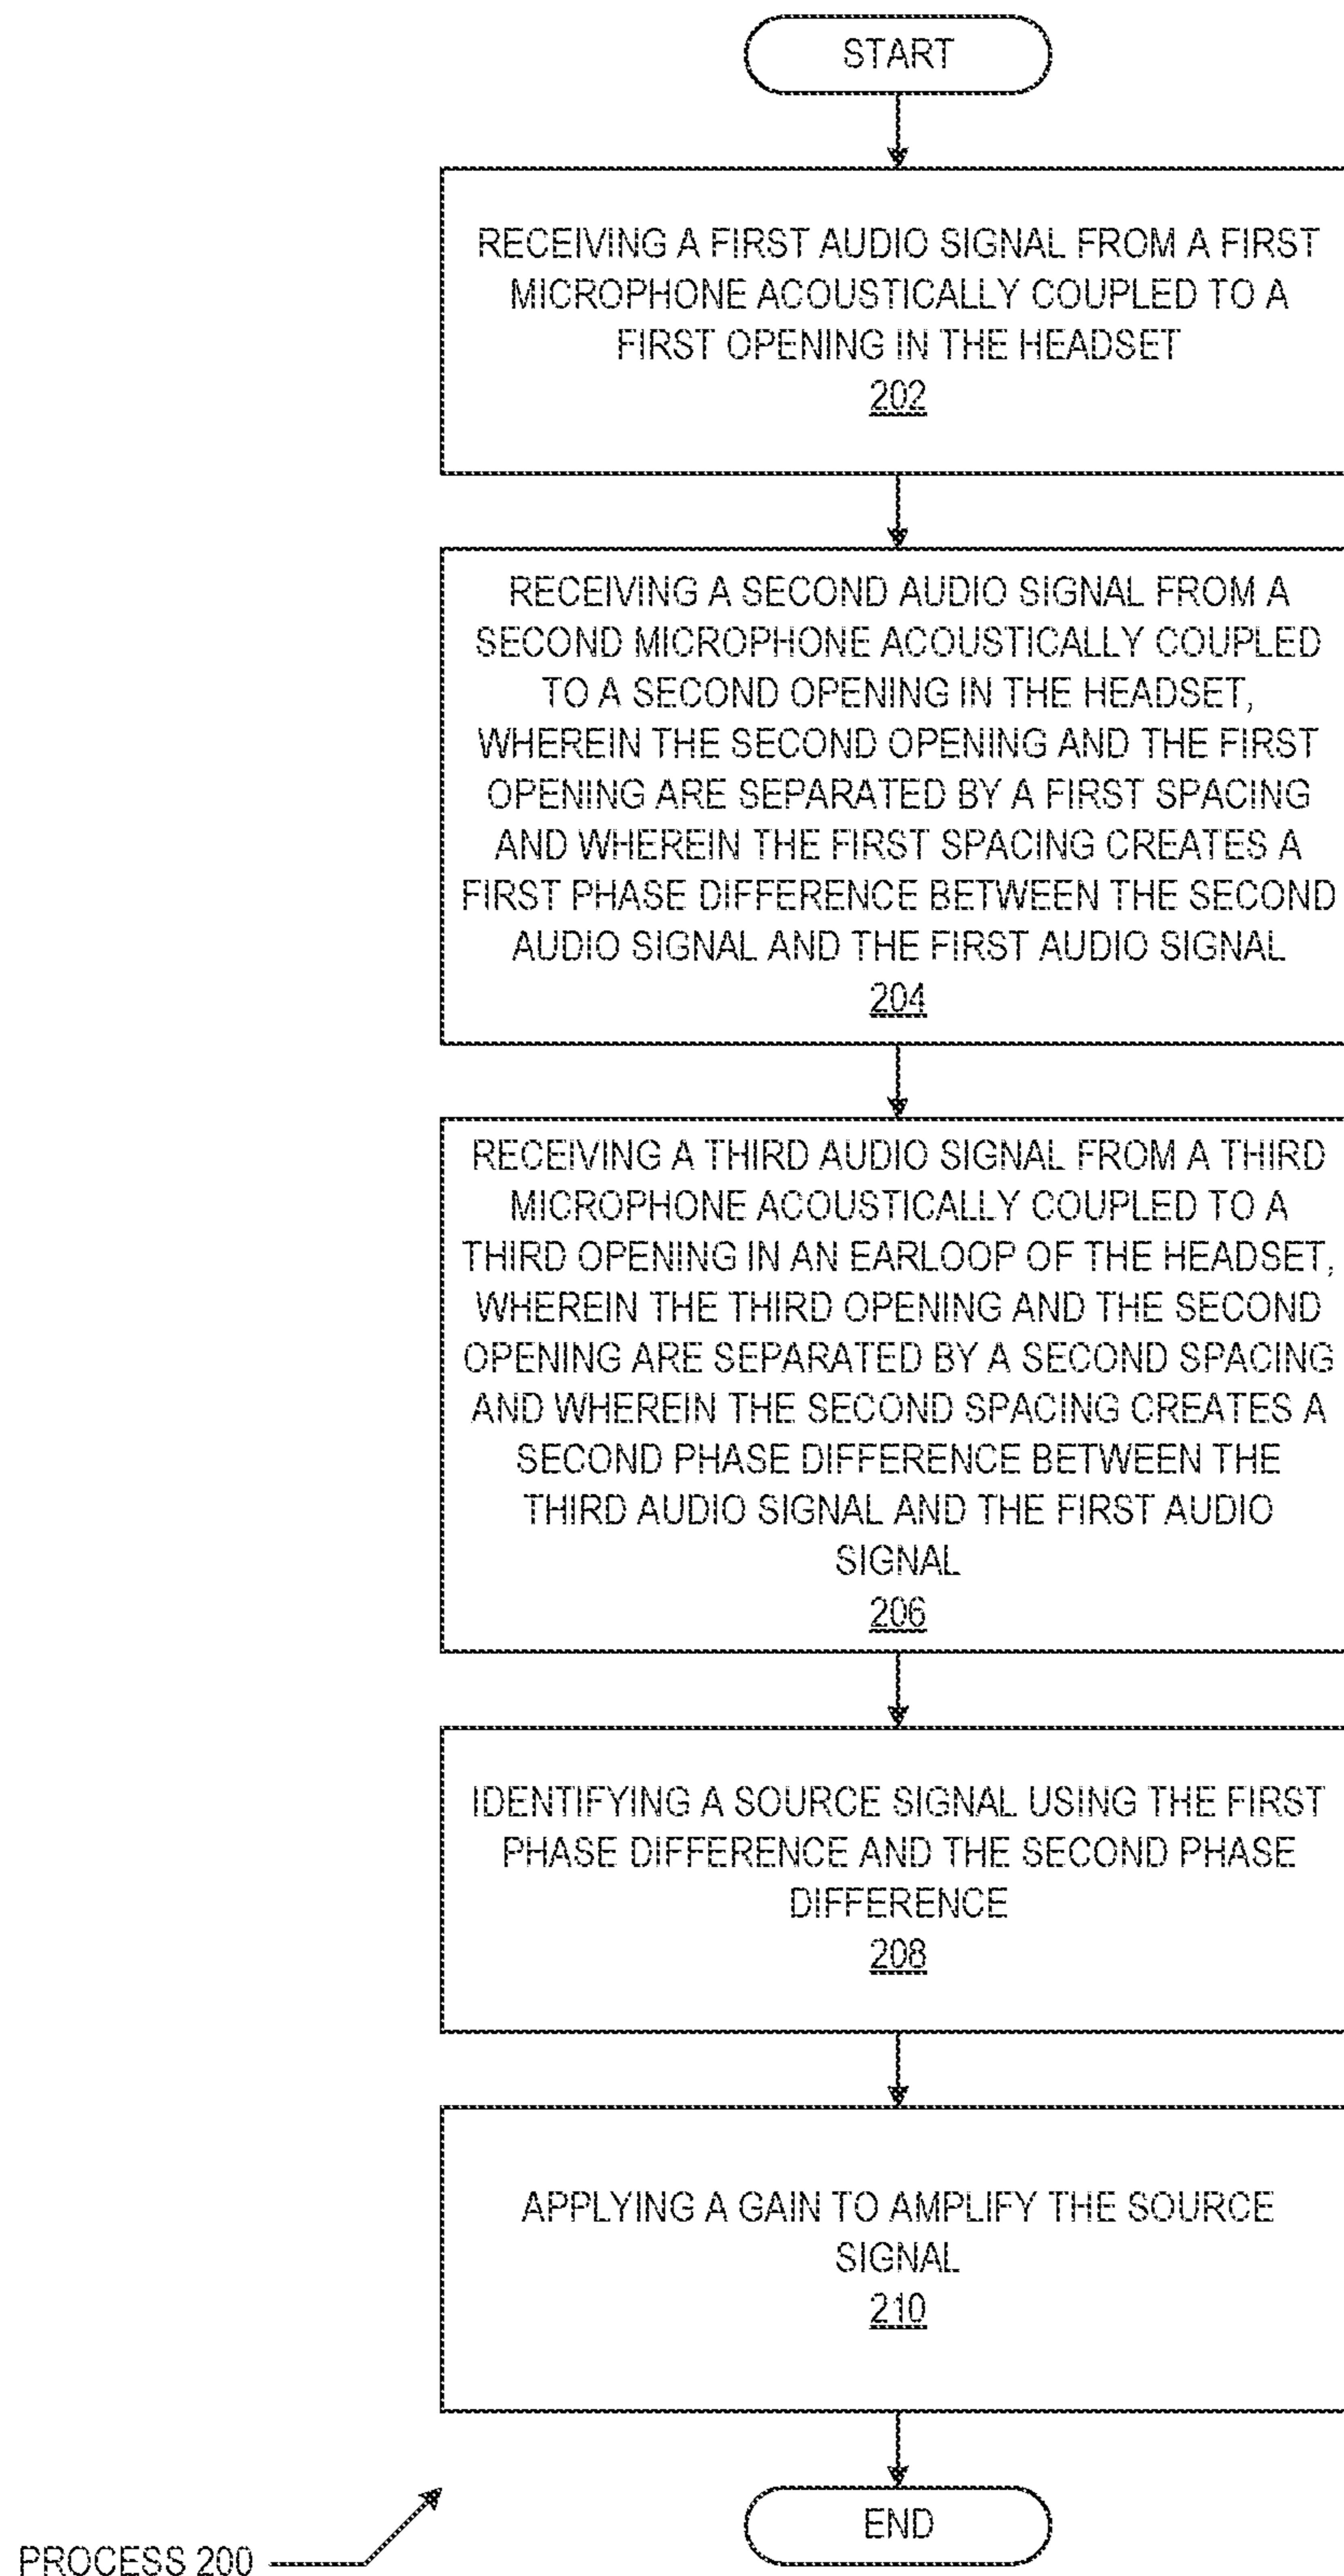 START
RECEIVING A FIRST AUDIO SIGNAL FROM A FIRST
MICROPHONE ACOUSTICALLY COUPLED TO A
FIRST OPENING IN THE HEADSET
202
RECEIVING A SECOND AUDIO SIGNAL FROM A
SECOND MICROPHONE ACOUSTICALLY COUPLED
TO A SECOND OPENING IN THE HEADSET,
WHEREIN THE SECOND OPENING AND THE FIRST
OPENING ARE SEPARATED BY A FIRST SPACING
AND WHEREIN THE FIRST SPACING CREATES A
FIRST PHASE DIFFERENCE BETWEEN THE SECOND
AUDIO SIGNAL AND THE FIRST AUDIO SIGNAL
204
RECEIVING A THIRD AUDIO SIGNAL FROM A THIRD
MICROPHONE ACOUSTICALLY COUPLED TO A
THIRD OPENING IN AN EARLOOP OF THE HEADSET,
WHEREIN THE THIRD OPENING AND THE SECOND
OPENING ARE SEPARATED BY A SECOND SPACING
AND WHEREIN THE SECOND SPACING CREATES A
SECOND PHASE DIFFERENCE BETWEEN THE
THIRD AUDIO SIGNAL AND THE FIRST AUDIO
SIGNAL
206
IDENTIFYING A SOURCE SIGNAL USING THE FIRST
PHASE DIFFERENCE AND THE SECOND PHASE
DIFFERENCE
208
APPLYING A GAIN TO AMPLIFY THE SOURCE
SIGNAL
210
END
PROCESS 200